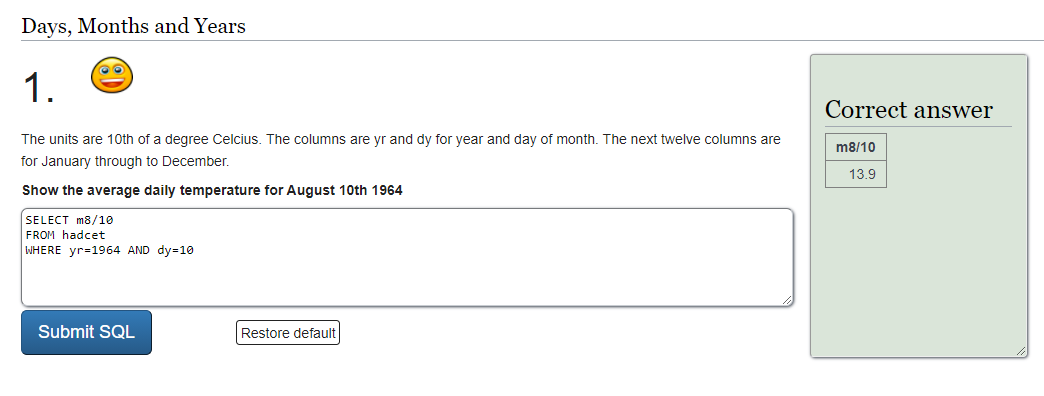 Days, Months and Years
1.
The units are 10th of a degree Celcius. The columns are yr and dy for year and day of month. The next twelve columns are
for January through to December.
Show the average daily temperature for August 10th 1964
SELECT m8/10
FROM hadcet
WHERE yr=1964 AND dy=10
Submit SQL
Restore default
Correct answer
m8/10
13.9